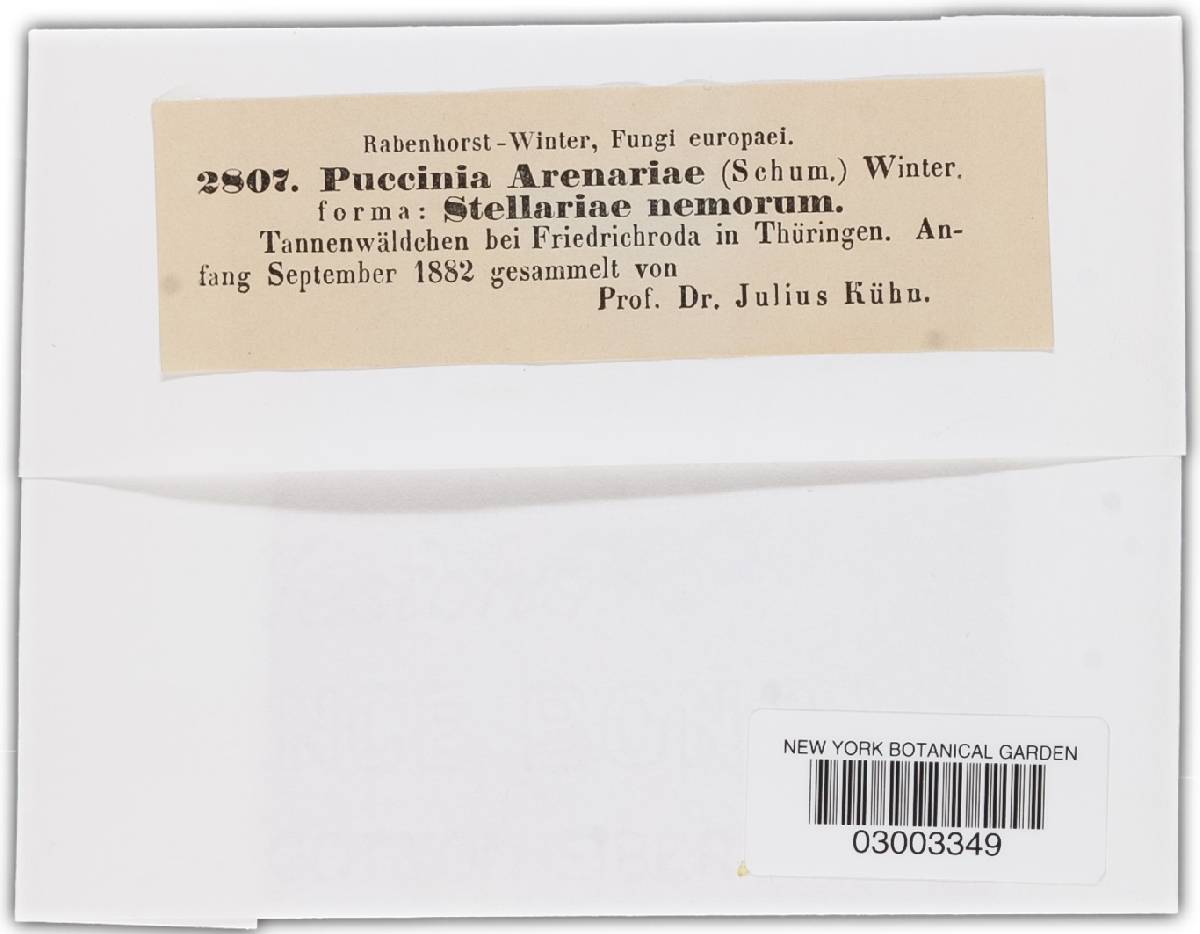 Rabenhorst-Winter, Fungi europaei.
2807. Puccinia Arenariae (Schum.) Winter.
forma: Stellariae nemorum.
Tannenwäldchen bei Friedrichroda in Thüringen. An-
fang September 1882 gesammelt von
Prof. Dr. Julius Kühn.
NEW YORK BOTANICAL GARDEN
03003349